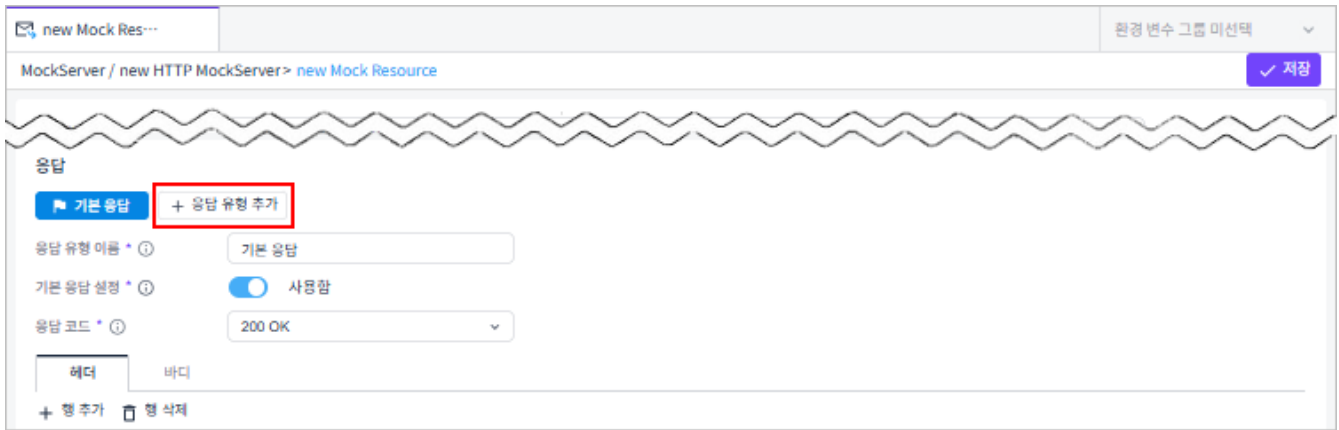 new Mock Res···
환경 변수 그룹 미선택
MockServer / new HTTP MockServer> new Mock Resource
저장
응답
기본 응답
+ 응답 유형 추가
응답 유형 이름 *
기본 응답
기본 응답 설정 *
사용함
응답 코드 *
200 OK
헤더
바디
+ 행 추가
행 삭제